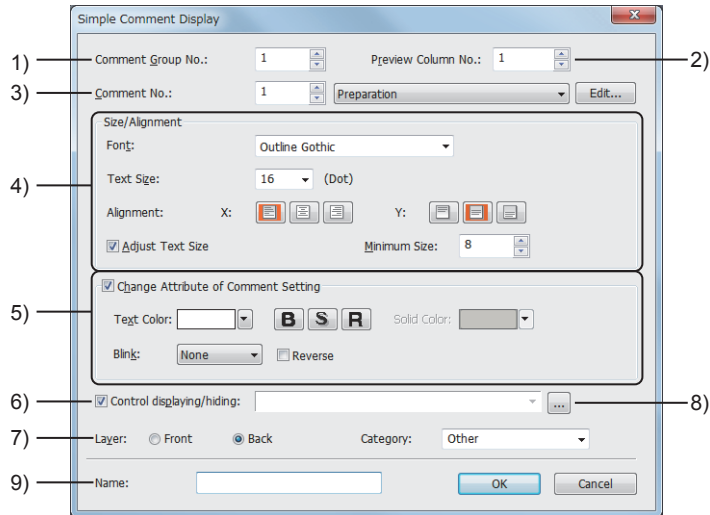 Simple Comment Display
1) Comment Group No.: 1 Preview Column No.: 1 2)
3) Comment No.: 1 Preparation Edit...
Size/Alignment
Font: Outline Gothic
4) Text Size: 16 (Dot)
Alignment: X: Y:
Adjust Text Size Minimum Size: 8
Change Attribute of Comment Setting
5) Text Color: B S R Solid Color:
Blink: None Reverse
6) Control displaying/hiding: ... 8)
7) Layer: Front Back Category: Other
9) Name: OK Cancel